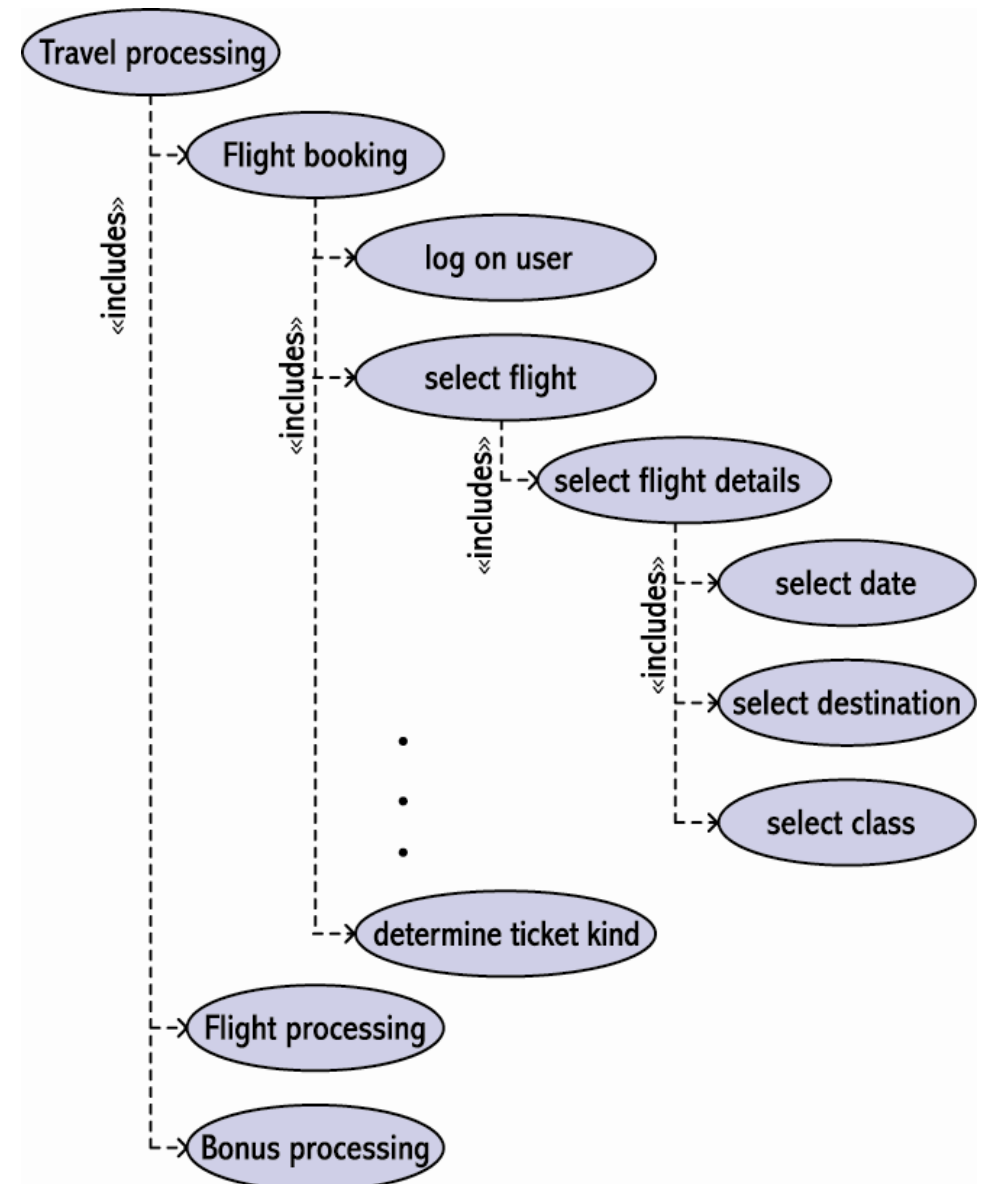 Travel processing
Flight booking
«includes»
log on user
«includes»
select flight
«includes»
select flight details
«includes»
select date
select destination
select class
determine ticket kind
Flight processing
Bonus processing